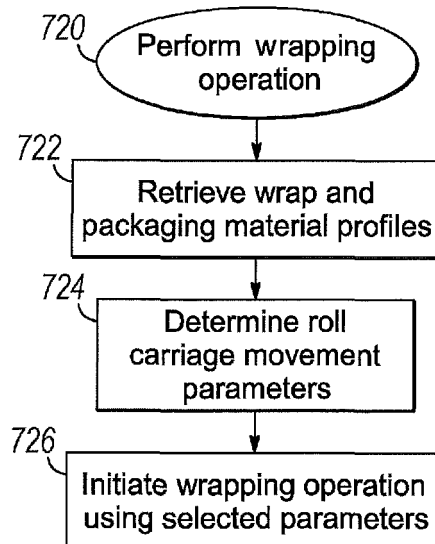 720
Perform wrapping
operation
722
Retrieve wrap and
packaging material profiles
724
Determine roll
carriage movement
parameters
726
Initiate wrapping operation
using selected parameters